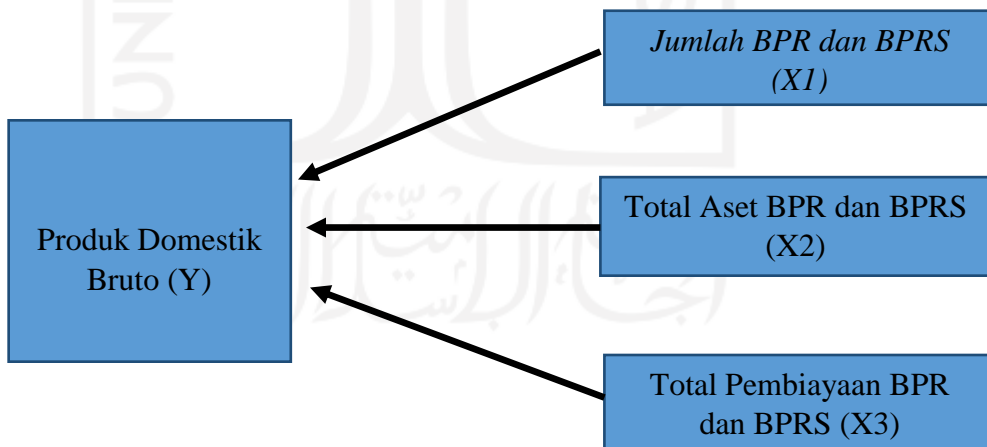 Jumlah BPR dan BPRS
(X1)
Produk Domestik
Bruto (Y)
Total Aset BPR dan BPRS
(X2)
Total Pembiayaan BPR
dan BPRS (X3)